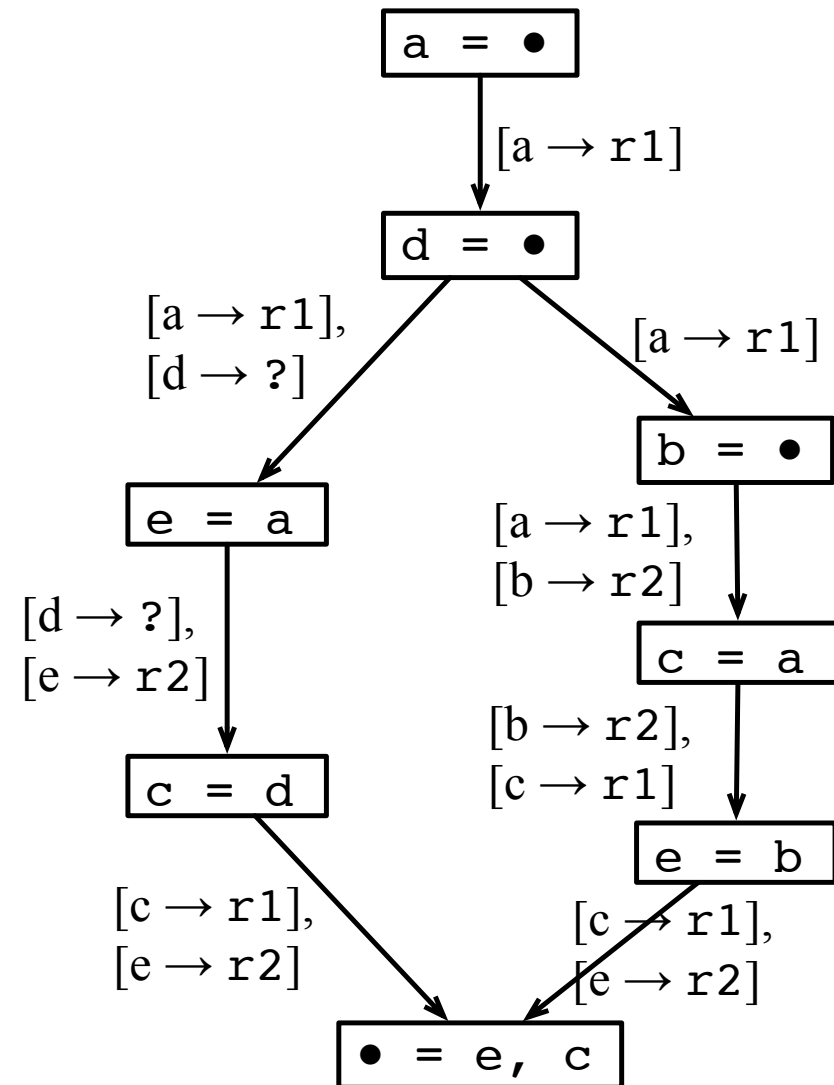 a = ●
[a → r1]
d = ●
[a → r1],
[d → ?]
[a → r1]
b = ●
e = a
[a → r1],
[b → r2]
[d → ?],
[e → r2]
c = a
[b → r2],
[c → r1]
c = d
e = b
[c → r1],
[e → r2]
[c → r1],
[e → r2]
● = e, c